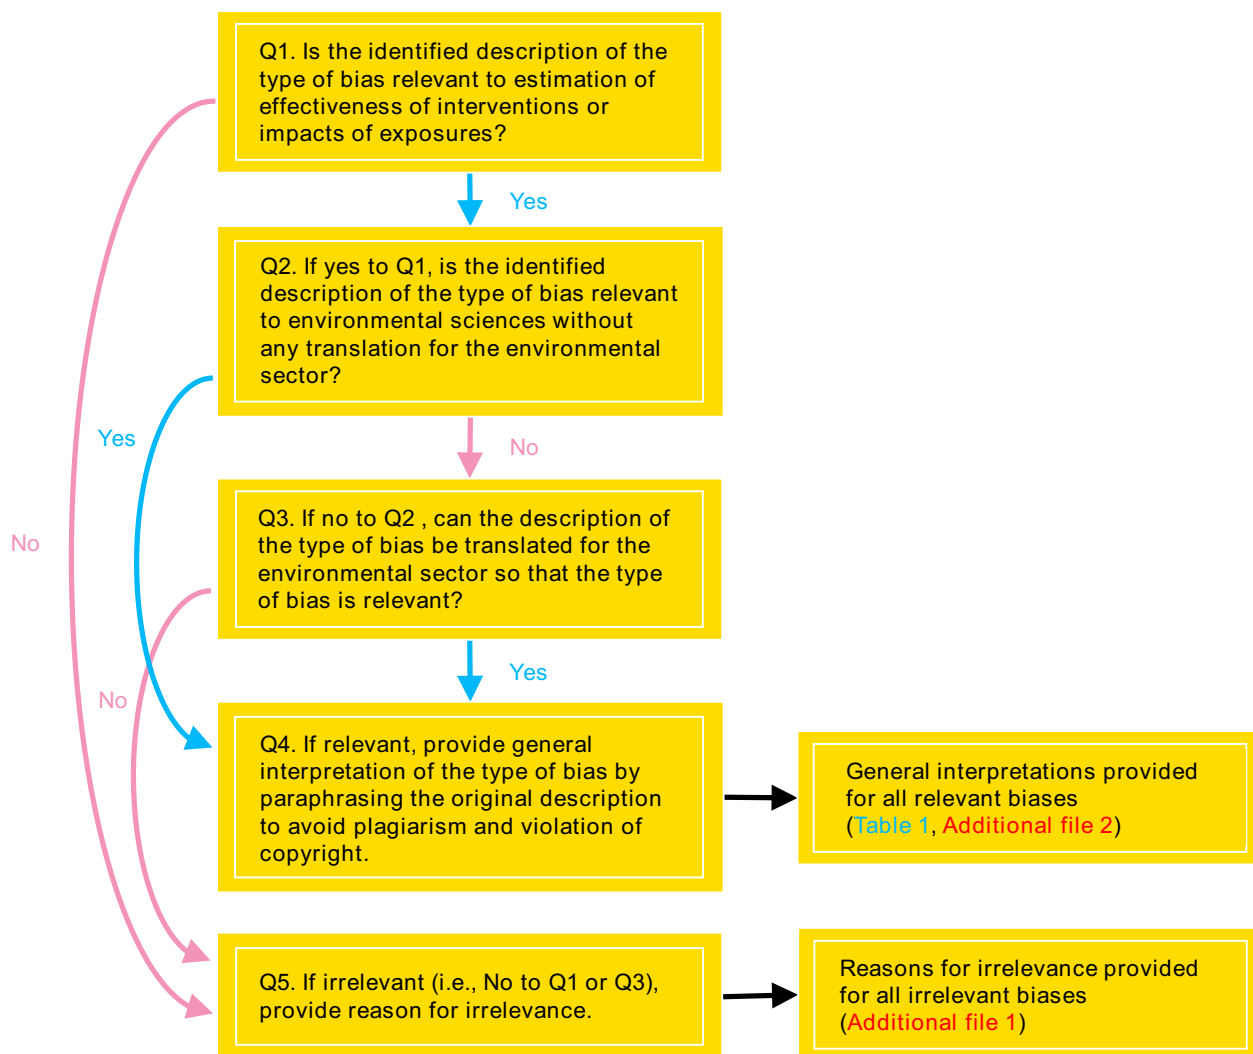 Q1. Is the identified description of the
type of bias relevant to estimation of
effectiveness of interventions or
impacts of exposures?
Yes
Q2. If yes to Q1, is the identified
description of the type of bias relevant
to environmental sciences without
any translation for the environmental
sector?
Yes
No
Q3. If no to Q2 , can the description of
the type of bias be translated for the
environmental sector so that the type
of bias is relevant?
No
Yes
No
Q4. If relevant, provide general
interpretation of the type of bias by
paraphrasing the original description
to avoid plagiarism and violation of
copyright.
General interpretations provided
for all relevant biases
(Table 1, Additional file 2)
Q5. If irrelevant (i.e., No to Q1 or Q3),
provide reason for irrelevance.
Reasons for irrelevance provided
for all irrelevant biases
(Additional file 1)